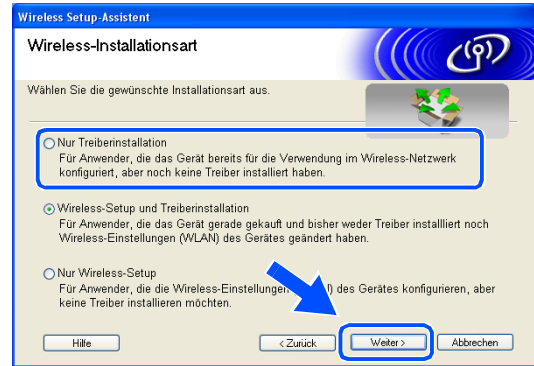 Wireless Setup-Assistent
Wireless-Installationsart
Wählen Sie die gewünschte Installationsart aus.
Nur Treiberinstallation
Für Anwender, die das Gerät bereits für die Verwendung im Wireless-Netzwerk
konfiguriert, aber noch keine Treiber installiert haben.
Wireless-Setup und Treiberinstallation
Für Anwender, die das Gerät gerade gekauft und bisher weder Treiber installliert noch
Wireless-Einstellungen (WLAN) des Gerätes geändert haben.
Nur Wireless-Setup
Für Anwender, die die Wireless-Einstellungen des Gerätes konfigurieren, aber
keine Treiber installieren möchten.
Hilfe
< Zurück
Weiter >
Abbrechen